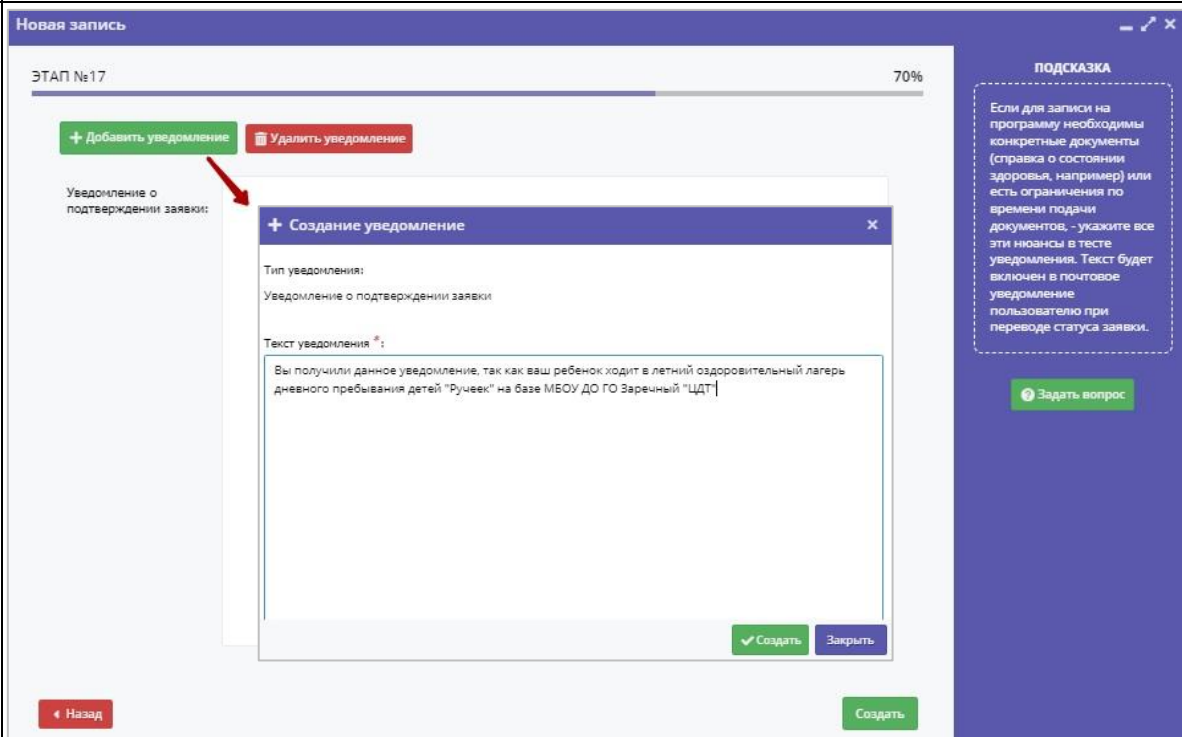 Новая запись
ЭТАП №17
70%
Добавить уведомление
Удалить уведомление
Уведомление о
подтверждении заявки:
Создание уведомление
Тип уведомления:
Уведомление о подтверждении заявки
Текст уведомления *:
Вы получили данное уведомление, так как ваш ребенок ходит в летний оздоровительный лагерь
дневного пребывания детей "Ручеек" на базе МБОУ ДО ГО Заречный "ЦДТ"
Создать
Закрыть
Назад
Создать
ПОДСКАЗКА
Если для записи на
программу необходимы
конкретные документы
(справка о состоянии
здоровья, например) или
есть ограничения по
времени подачи
документов, - укажите все
эти нюансы в тесте
уведомления. Текст будет
включен в почтовое
уведомление
пользователю при
переводе статуса заявки.
Задать вопрос